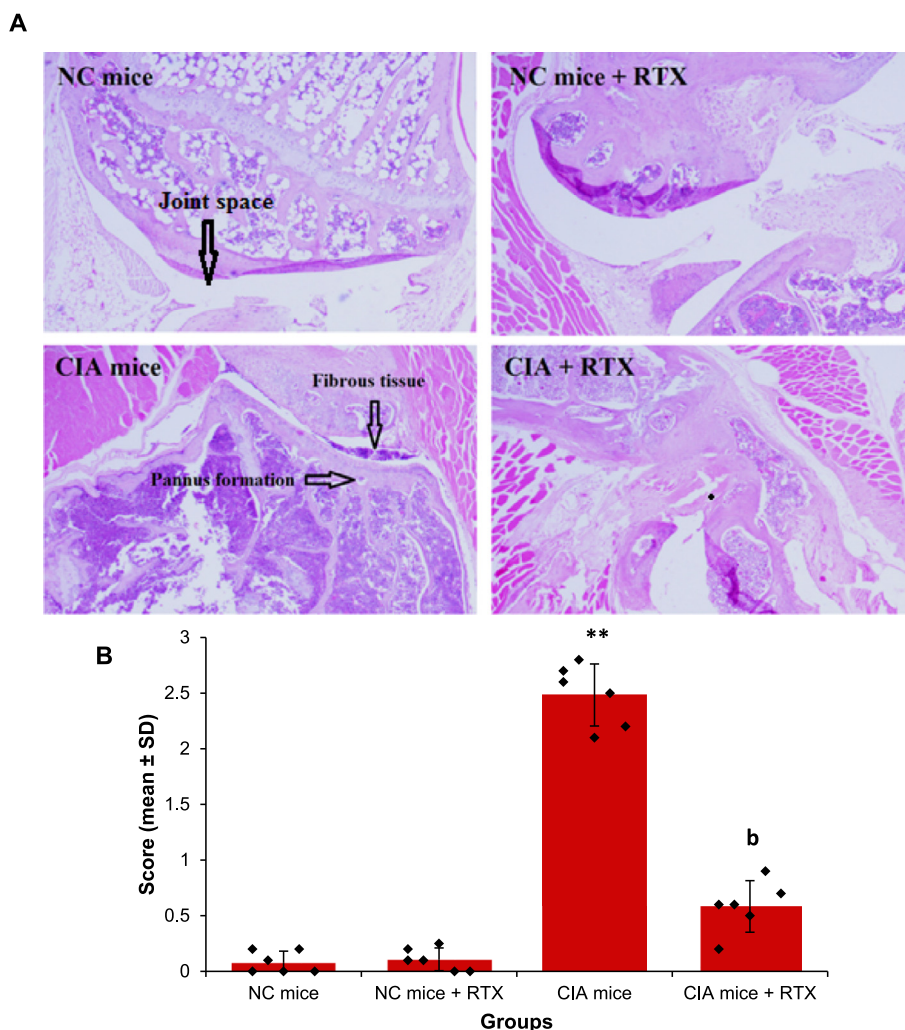 A
NC mice
NC mice + RTX
Joint space
CIA mice
CIA + RTX
Fibrous tissue
Pannus formation
B
Score (mean ± SD)
3
2.5
2
1.5
1
0.5
0
**
b
NC mice
NC mice + RTX
CIA mice
CIA mice + RTX
Groups